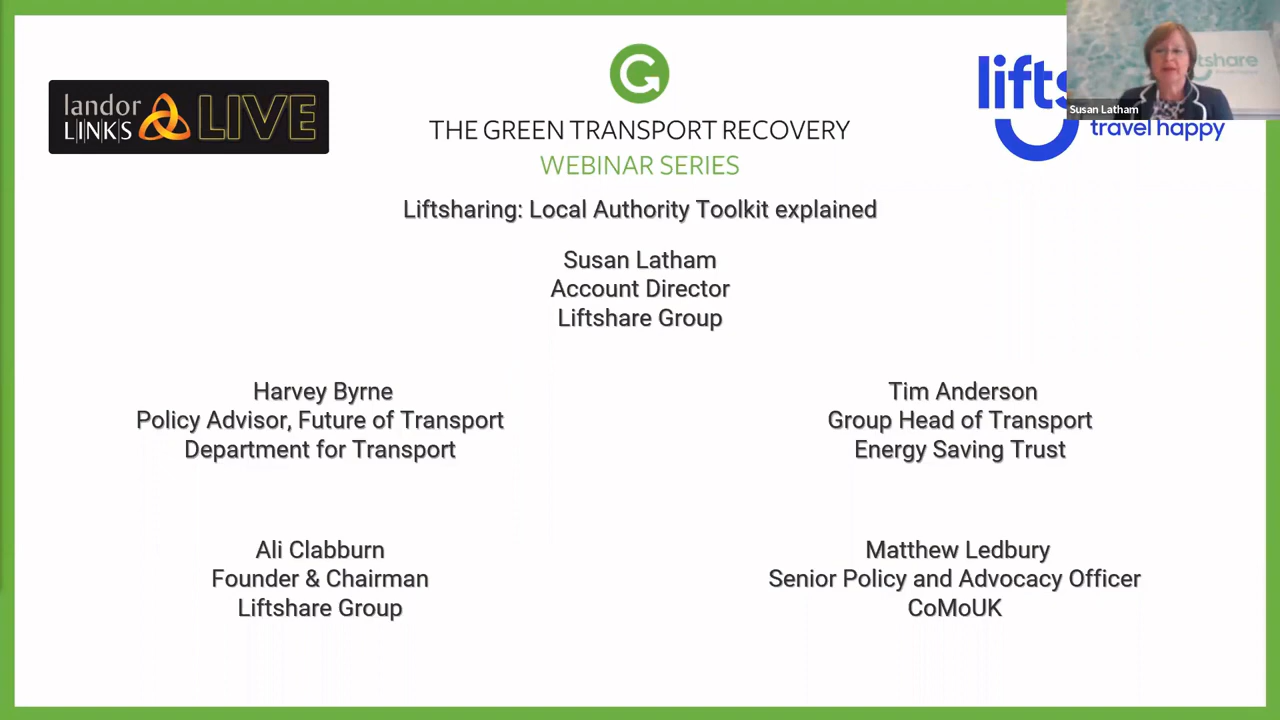 landor
LINKS
LIVE
G
lifts
travel happy
tshare
Susan Latham
THE GREEN TRANSPORT RECOVERY
WEBINAR SERIES
Liftsharing: Local Authority Toolkit explained
Susan Latham
Account Director
Liftshare Group
Harvey Byrne
Policy Advisor, Future of Transport
Department for Transport
Tim Anderson
Group Head of Transport
Energy Saving Trust
Ali Clabburn
Founder & Chairman
Liftshare Group
Matthew Ledbury
Senior Policy and Advocacy Officer
CoMoUK